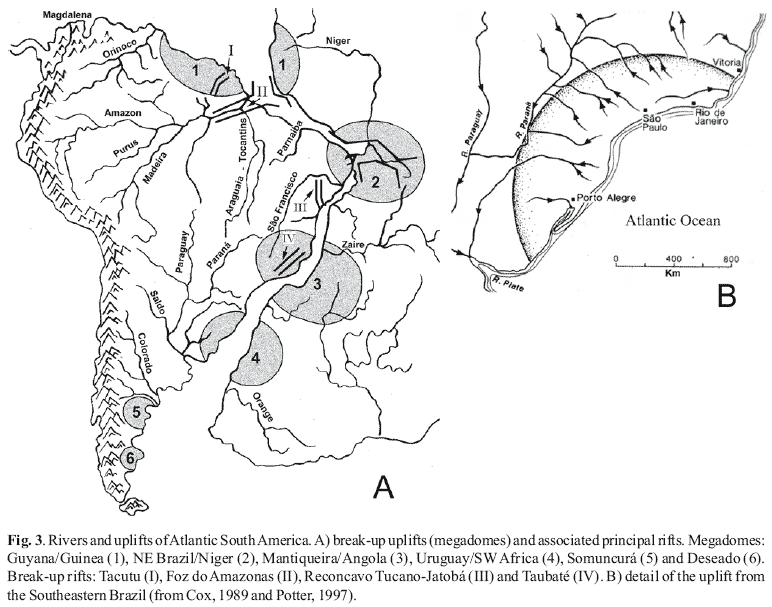 Magdalena
Orinoco
I
1
1
Niger
II
Amazon
Purus
Madeira
Araguaia - Tocantins
Parnaiba
2
São Francisco
III
Paraguay
Paraná
IV
Zaire
3
Saldo
Colorado
4
5
Orange
6
A
Vitoria
R. Paraguay
R. Paraná
São
Paulo
Rio de
Janeiro
Porto Alegre
Atlantic Ocean
R. Plate
0 400 800
Km
B
Fig. 3. Rivers and uplifts of Atlantic South America. A) break-up uplifts (megadomes) and associated principal rifts. Megadomes:
Guyana/Guinea (1), NE Brazil/Niger (2), Mantiqueira/Angola (3), Uruguay/SW Africa (4), Somuncurá (5) and Deseado (6).
Break-up rifts: Tacutu (I), Foz do Amazonas (II), Reconcavo Tucano-Jatobá (III) and Taubaté (IV). B) detail of the uplift from
the Southeastern Brazil (from Cox, 1989 and Potter, 1997).